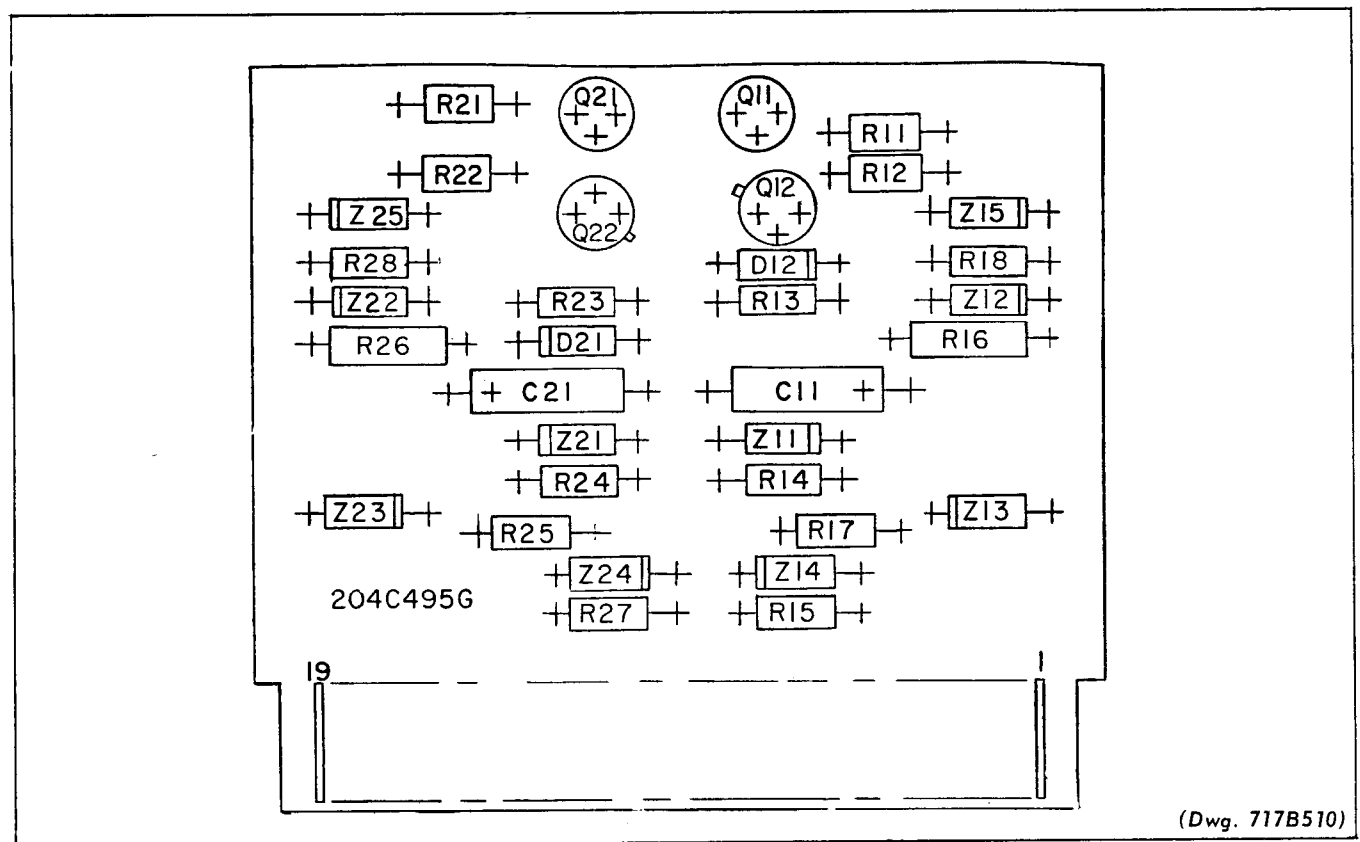 R21
Q21
Q11
R11
R22
R12
Z25
Q22
Q12
Z15
R28
D12
R18
Z22
R23
R13
Z12
R26
D21
R16
+ C21
C11 +
Z21
Z11
R24
R14
Z23
R25
R17
Z13
Z24
Z14
204C495G
R27
R15
19
1
(Dwg. 717B510)